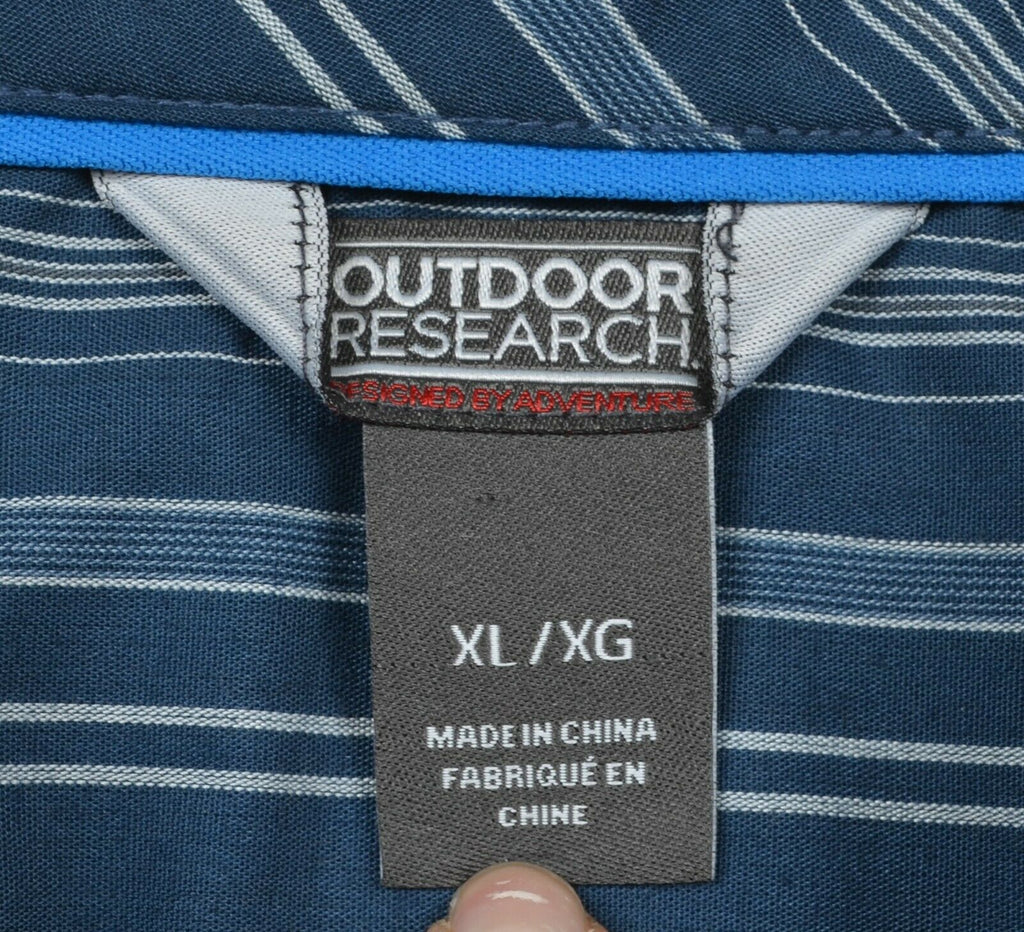 OUTDOOR
RESEARCH
DESIGNED BY ADVENTURE
XL / XG
MADE IN CHINA
FABRIQUÉ EN
CHINE